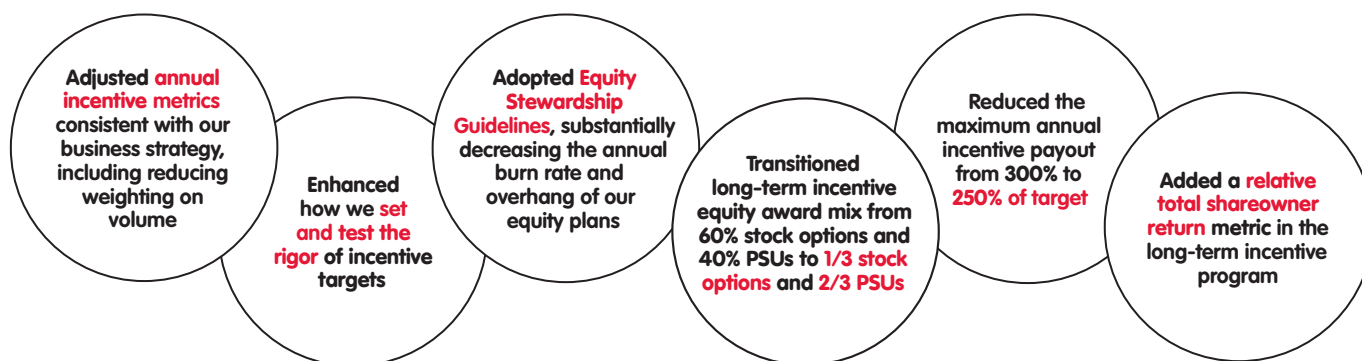 Adjusted annual
incentive metrics
consistent with our
business strategy,
including reducing
weighting on
volume
Enhanced
how we set
and test the
rigor of incentive
targets
Adopted Equity
Stewardship
Guidelines, substantially
decreasing the annual
burn rate and
overhang of our
equity plans
Transitioned
long-term incentive
equity award mix from
60% stock options and
40% PSUs to 1/3 stock
options and 2/3 PSUs
Reduced the
maximum annual
incentive payout
from 300% to
250% of target
Added a relative
total shareowner
return metric in the
long-term incentive
program